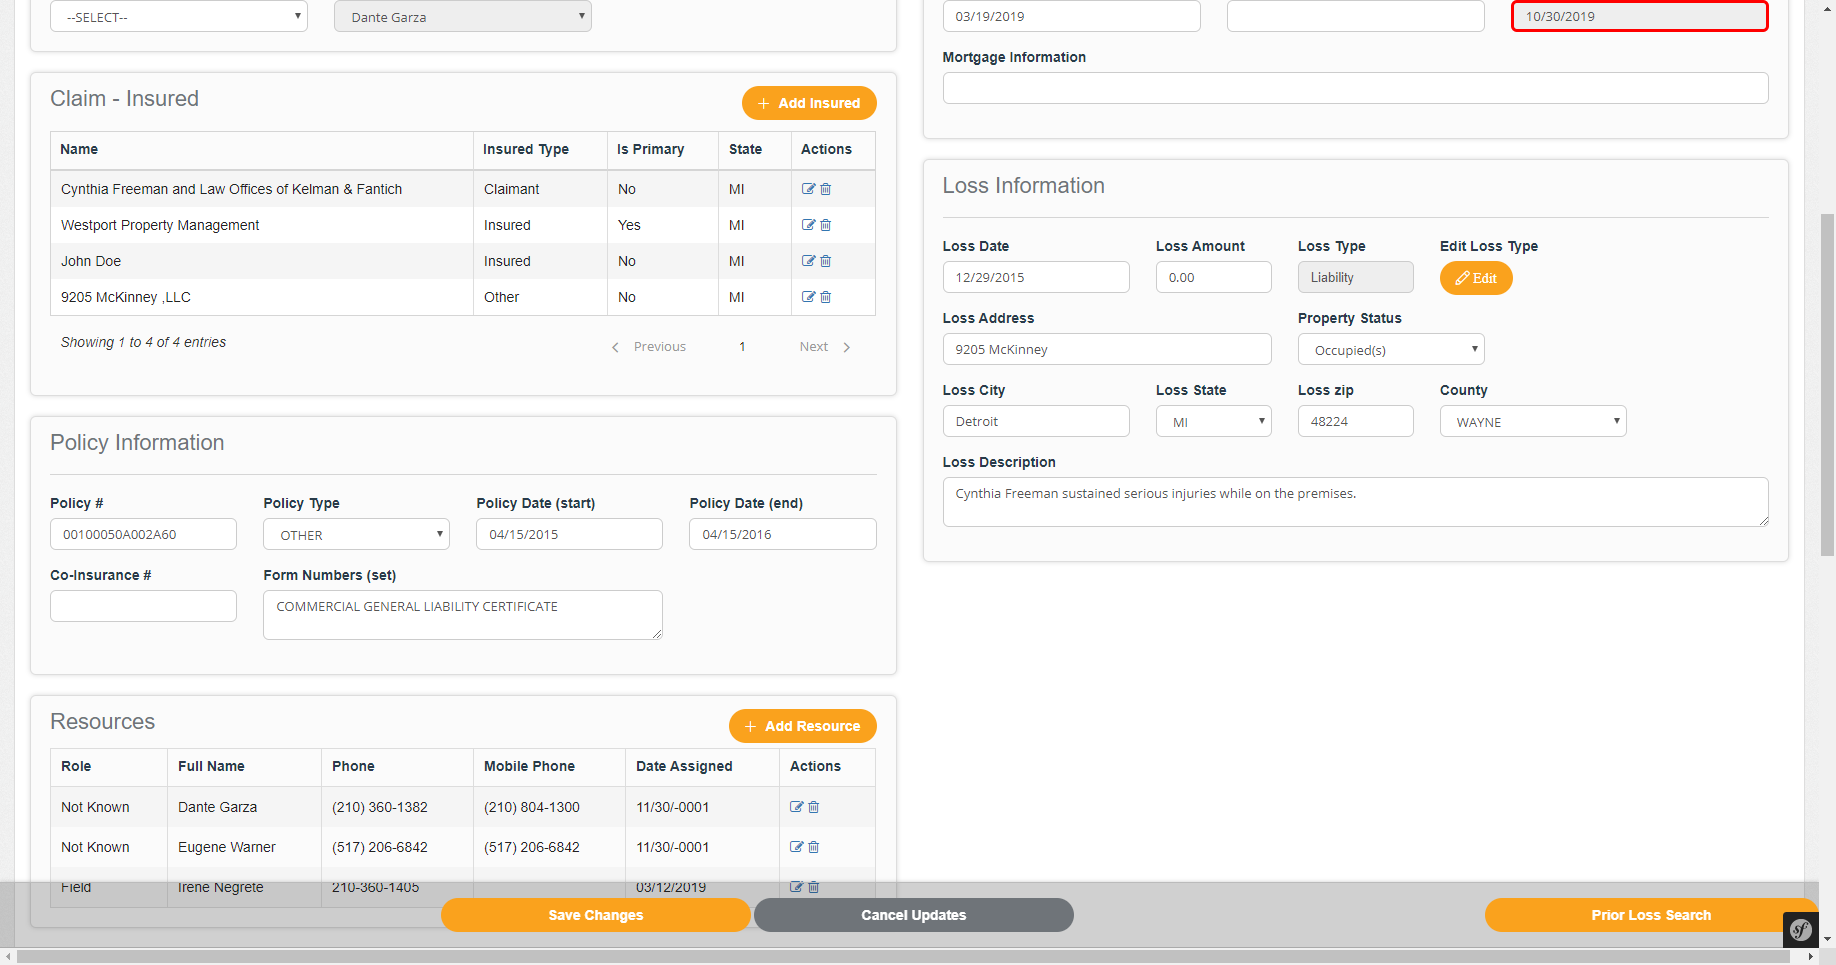 --SELECT--
Dante Garza
Claim - Insured
Add Insured
Name Insured Type Is Primary State Actions
Cynthia Freeman and Law Offices of Kelman & Fantich Claimant No MI
Westport Property Management Insured Yes MI
John Doe Insured No MI
9205 McKinney ,LLC Other No MI
Showing 1 to 4 of 4 entries
Previous 1 Next
Policy Information
Policy # Policy Type Policy Date (start) Policy Date (end)
00100050A002A60 OTHER 04/15/2015 04/15/2016
Co-Insurance # Form Numbers (set)
COMMERCIAL GENERAL LIABILITY CERTIFICATE
Resources
Add Resource
Role Full Name Phone Mobile Phone Date Assigned Actions
Not Known Dante Garza (210) 360-1382 (210) 804-1300 11/30/-0001
Not Known Eugene Warner (517) 206-6842 (517) 206-6842 11/30/-0001
Field Irene Negrete 210-360-1405 03/12/2019
03/19/2019 10/30/2019
Mortgage Information
Loss Information
Loss Date Loss Amount Loss Type Edit Loss Type
12/29/2015 0.00 Liability Edit
Loss Address Property Status
9205 McKinney Occupied(s)
Loss City Loss State Loss zip County
Detroit MI 48224 WAYNE
Loss Description
Cynthia Freeman sustained serious injuries while on the premises.
Save Changes Cancel Updates Prior Loss Search
sf